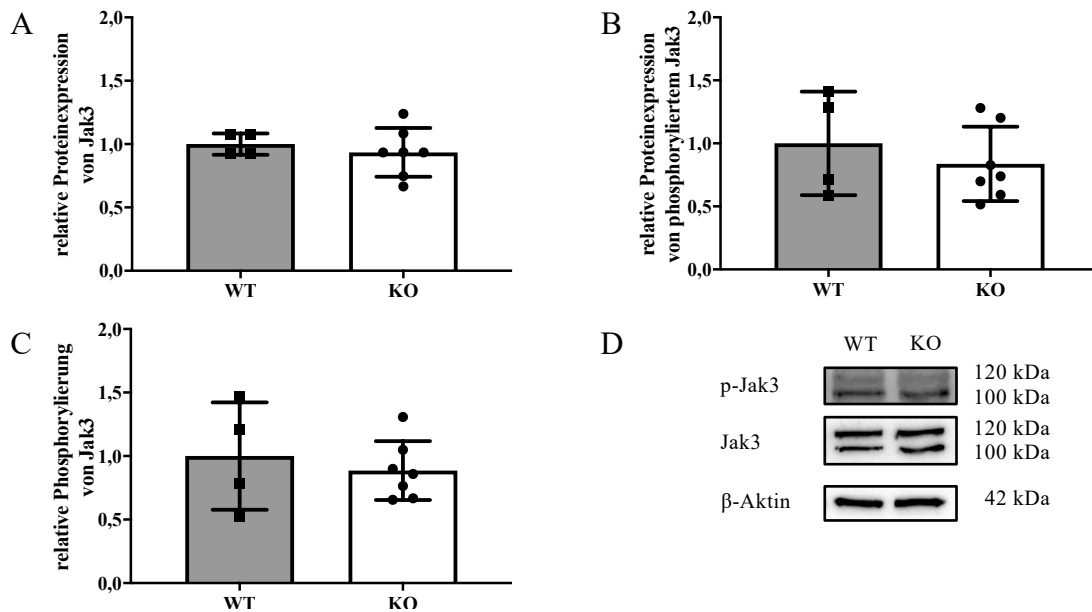 A
relative Proteinexpression
von Jak3
2,0
1,5
1,0
0,5
0,0
WT
KO
B
relative Proteinexpression
von phosphoryliertem Jak3
2,0
1,5
1,0
0,5
0,0
WT
KO
C
relative Phosphorylierung
von Jak3
2,0
1,5
1,0
0,5
0,0
WT
KO
D
WT KO
p-Jak3
120 kDa
100 kDa
Jak3
120 kDa
100 kDa
β-Aktin
42 kDa